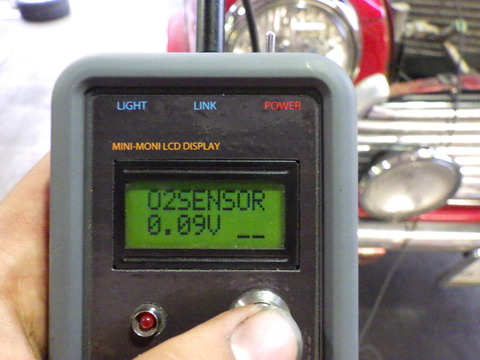 LIGHT LINK POWER
MINI-MONI LCD DISPLAY
O2SENSOR
0.09V __